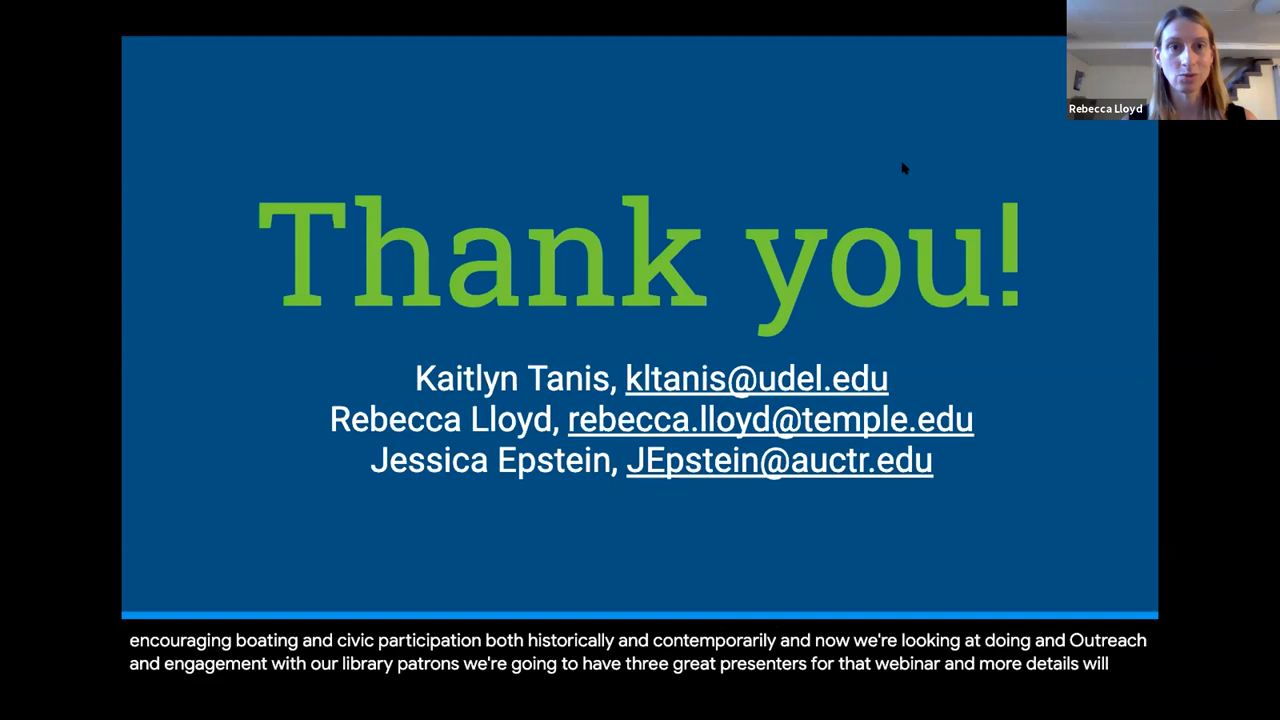 Rebecca Lloyd
Thank you!
Kaitlyn Tanis, kltanis@udel.edu
Rebecca Lloyd, rebecca.lloyd@temple.edu
Jessica Epstein, JEpstein@auctr.edu
encouraging boating and civic participation both historically and contemporarily and now we're looking at doing and Outreach
and engagement with our library patrons we're going to have three great presenters for that webinar and more details will